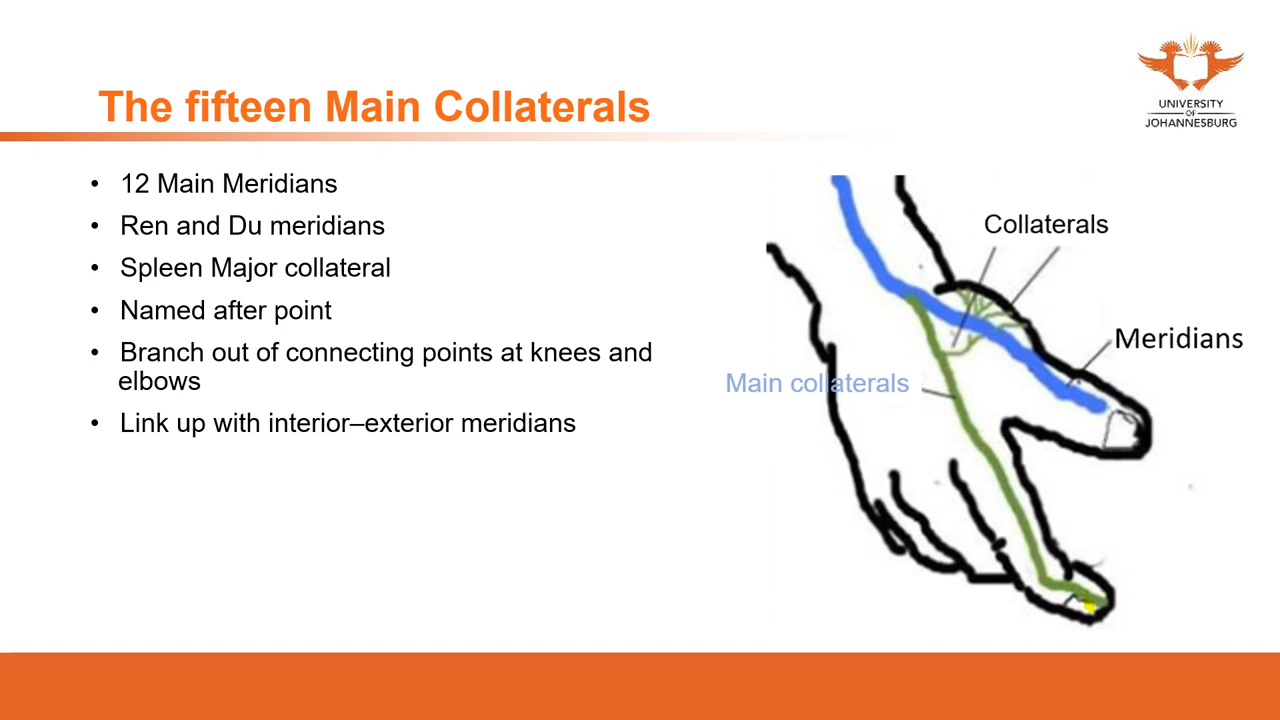 The fifteen Main Collaterals
UNIVERSITY
OF
JOHANNESBURG
• 12 Main Meridians
• Ren and Du meridians
• Spleen Major collateral
• Named after point
• Branch out of connecting points at knees and
elbows
• Link up with interior–exterior meridians
Collaterals
Meridians
Main collaterals